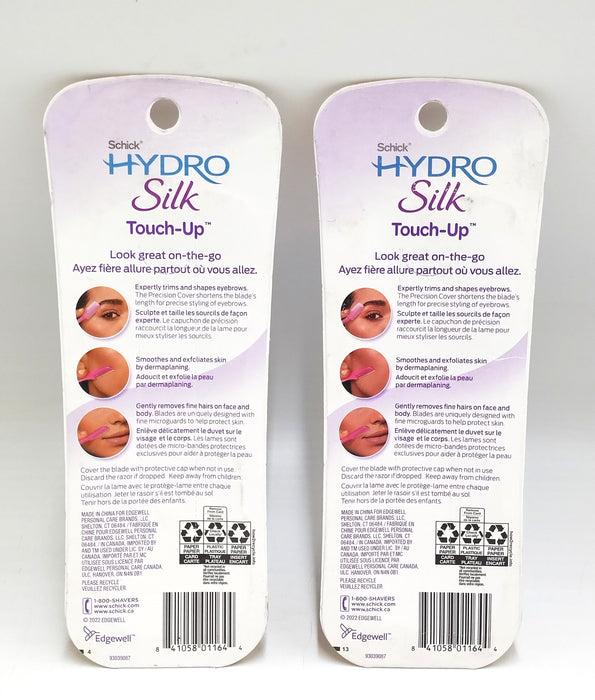 Schick®
HYDRO
Silk
Touch-Up™
Look great on-the-go
Ayez fière allure partout où vous allez.
Expertly trims and shapes eyebrows.
The Precision Cover shortens the blade's
length for precise styling of eyebrows.
Sculpte et taille les sourcils de façon
experte. Le capuchon de précision
raccourcit la longueur de la lame pour
mieux styliser les sourcils.
Smoothes and exfoliates skin
by dermaplaning.
Adoucit et exfolie la peau
par dermaplaning.
Gently removes fine hairs on face and
body. Blades are uniquely designed with
fine microguards to help protect skin.
Enlève délicatement le duvet sur le
visage et le corps. Les lames sont
dotées de micro-barres protectrices
exclusives pour aider à protéger la peau
Cover the blade with protective cap when not in use.
Discard the razor if dropped. Keep away from children.
Couvrir la lame avec le protège-lame entre chaque
utilisation. Jeter le rasoir s'il est tombé au sol.
Tenir hors de la portée des enfants.
MADE IN CHINA FOR EDGEWELL
PERSONAL CARE BRANDS, LLC,
SHELTON, CT 06484. / FABRIQUÉ EN
CHINE POUR EDGEWELL PERSONAL
CARE BRANDS, LLC, SHELTON, CT
06484. / IN CANADA, IMPORTED BY
AND TM USED UNDER LIC. BY / AU
CANADA, IMPORTÉ PAR ET MC
UTILISÉE SOUS LICENCE PAR
EDGEWELL PERSONAL CARE CANADA,
ULC, HANOVER, ON N4N 0B1
PLEASE RECYCLE
VEUILLEZ RECYCLER
PAPER
PAPIER
CARD
CARTE
PLASTIC
PLASTIQUE
TRAY
PLATEAU
PAPER
PAPIER
INSERT
ENCART
1-800-SHAVERS
www.schick.com
www.schick.ca
© 2022 EDGEWELL
Edgewell™
4
93039087
8 41058 01164 4
Schick®
HYDRO
Silk
Touch-Up™
Look great on-the-go
Ayez fière allure partout où vous allez.
Expertly trims and shapes eyebrows.
The Precision Cover shortens the blade's
length for precise styling of eyebrows.
Sculpte et taille les sourcils de façon
experte. Le capuchon de précision
raccourcit la longueur de la lame pour
mieux styliser les sourcils.
Smoothes and exfoliates skin
by dermaplaning.
Adoucit et exfolie la peau
par dermaplaning.
Gently removes fine hairs on face and
body. Blades are uniquely designed with
fine microguards to help protect skin.
Enlève délicatement le duvet sur le
visage et le corps. Les lames sont
dotées de micro-barres protectrices
exclusives pour aider à protéger la peau
Cover the blade with protective cap when not in use.
Discard the razor if dropped. Keep away from children.
Couvrir la lame avec le protège-lame entre chaque
utilisation. Jeter le rasoir s'il est tombé au sol.
Tenir hors de la portée des enfants.
MADE IN CHINA FOR EDGEWELL
PERSONAL CARE BRANDS, LLC,
SHELTON, CT 06484. / FABRIQUÉ EN
CHINE POUR EDGEWELL PERSONAL
CARE BRANDS, LLC, SHELTON, CT
06484. / IN CANADA, IMPORTED BY
AND TM USED UNDER LIC. BY / AU
CANADA, IMPORTÉ PAR ET MC
UTILISÉE SOUS LICENCE PAR
EDGEWELL PERSONAL CARE CANADA,
ULC, HANOVER, ON N4N 0B1
PLEASE RECYCLE
VEUILLEZ RECYCLER
PAPER
PAPIER
CARD
CARTE
PLASTIC
PLASTIQUE
TRAY
PLATEAU
PAPER
PAPIER
INSERT
ENCART
1-800-SHAVERS
www.schick.com
www.schick.ca
© 2022 EDGEWELL
Edgewell™
13
93039087
8 41058 01164 4